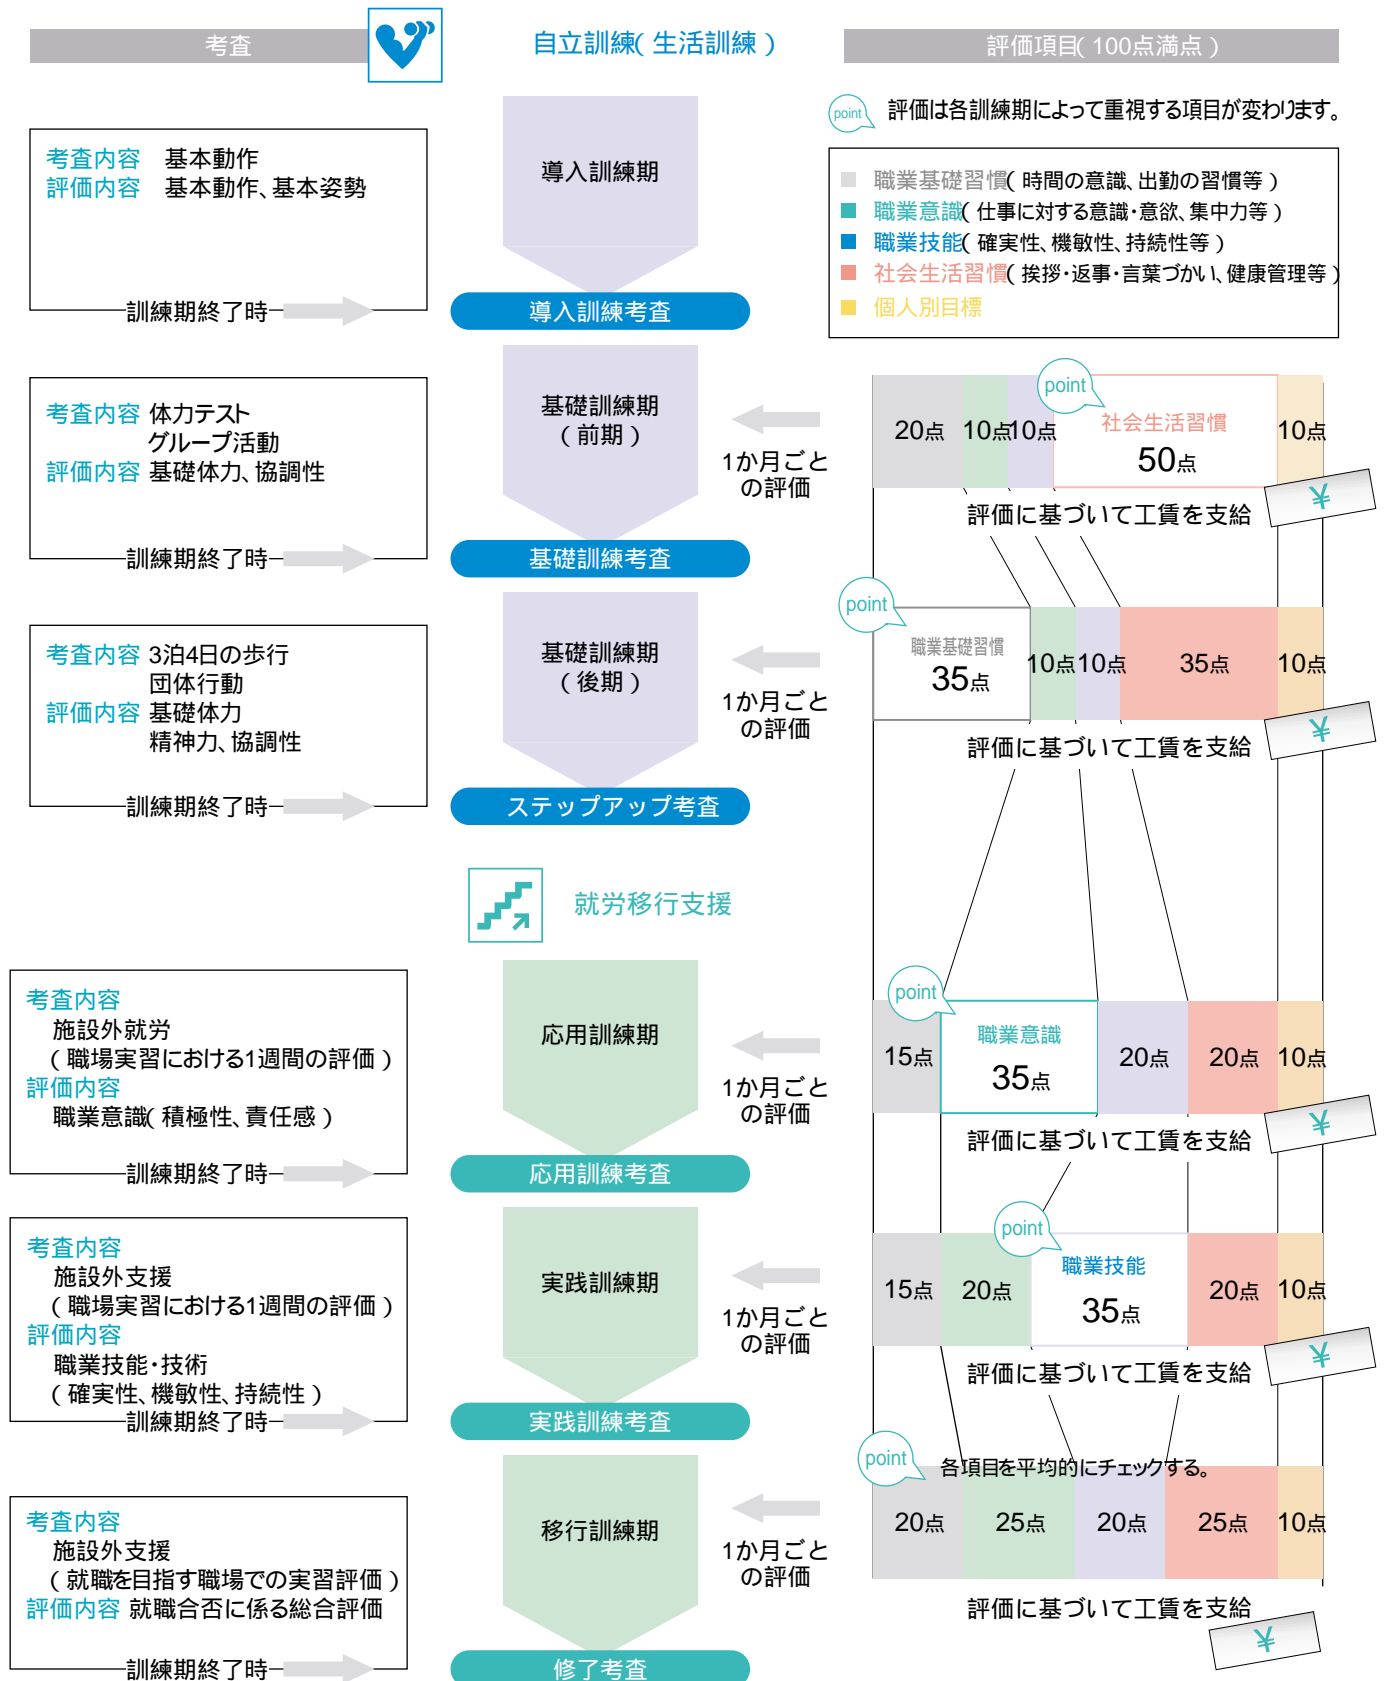 考査
自立訓練(生活訓練)
評価項目(100点満点)
point 評価は各訓練期によって重視する項目が変わります。
職業基礎習慣(時間の意識、出勤の習慣等)
職業意識(仕事に対する意識・意欲、集中力等)
職業技能(確実性、機敏性、持続性等)
社会生活習慣(挨拶・返事・言葉づかい、健康管理等)
個人別目標
考査内容 基本動作
評価内容 基本動作、基本姿勢
訓練期終了時
導入訓練期
導入訓練考査
考査内容 体力テスト
グループ活動
評価内容 基礎体力、協調性
訓練期終了時
基礎訓練期
(前期)
基礎訓練考査
1か月ごと
の評価
point
20点 10点 10点 社会生活習慣 50点 10点
評価に基づいて工賃を支給
¥
考査内容 3泊4日の歩行
団体行動
評価内容 基礎体力
精神力、協調性
訓練期終了時
基礎訓練期
(後期)
ステップアップ考査
1か月ごと
の評価
point
職業基礎習慣 35点 10点 10点 35点 10点
評価に基づいて工賃を支給
¥
就労移行支援
考査内容
施設外就労
(職場実習における1週間の評価)
評価内容
職業意識(積極性、責任感)
訓練期終了時
応用訓練期
応用訓練考査
1か月ごと
の評価
point
15点 職業意識 35点 20点 20点 10点
評価に基づいて工賃を支給
¥
考査内容
施設外支援
(職場実習における1週間の評価)
評価内容
職業技能・技術
(確実性、機敏性、持続性)
訓練期終了時
実践訓練期
実践訓練考査
1か月ごと
の評価
point
15点 20点 職業技能 35点 20点 10点
評価に基づいて工賃を支給
¥
考査内容
施設外支援
(就職を目指す職場での実習評価)
評価内容 就職合否に係る総合評価
訓練期終了時
移行訓練期
修了考査
1か月ごと
の評価
point 各項目を平均的にチェックする。
20点 25点 20点 25点 10点
評価に基づいて工賃を支給
¥